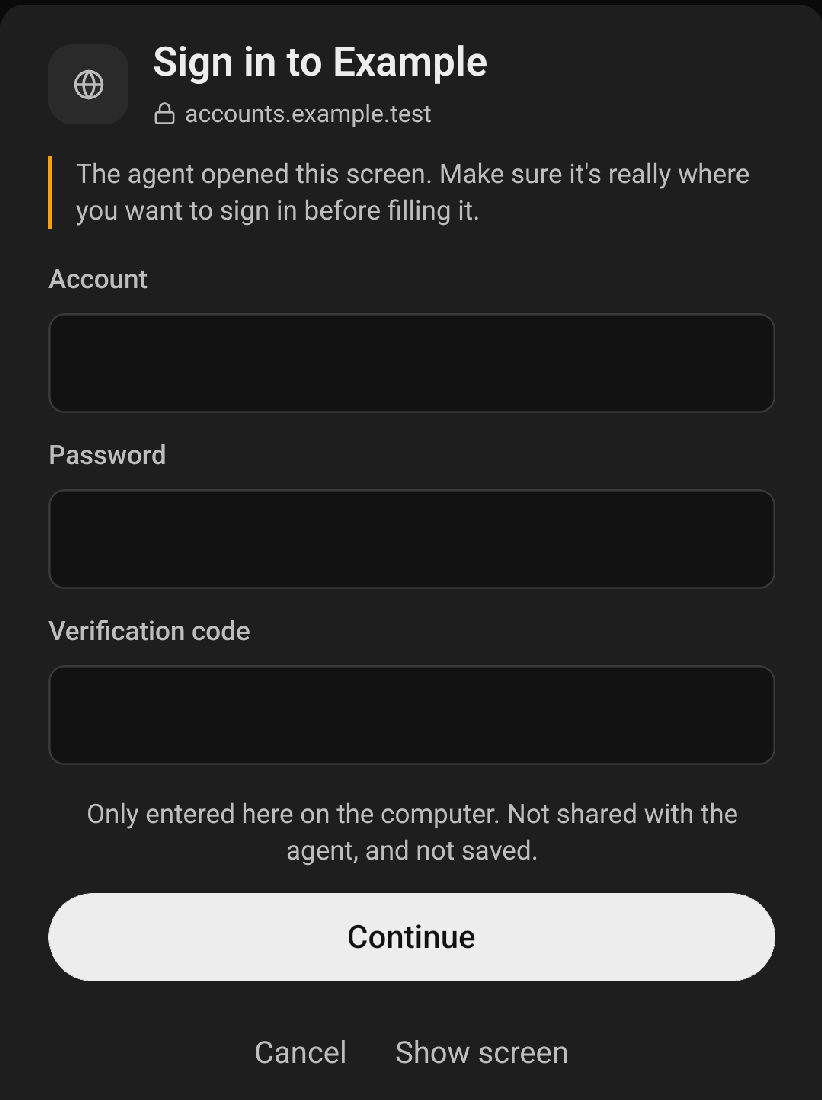 Sign in to Example
accounts.example.test
The agent opened this screen. Make sure it's really where
you want to sign in before filling it.
Account
Password
Verification code
Only entered here on the computer. Not shared with the
agent, and not saved.
Continue
Cancel Show screen